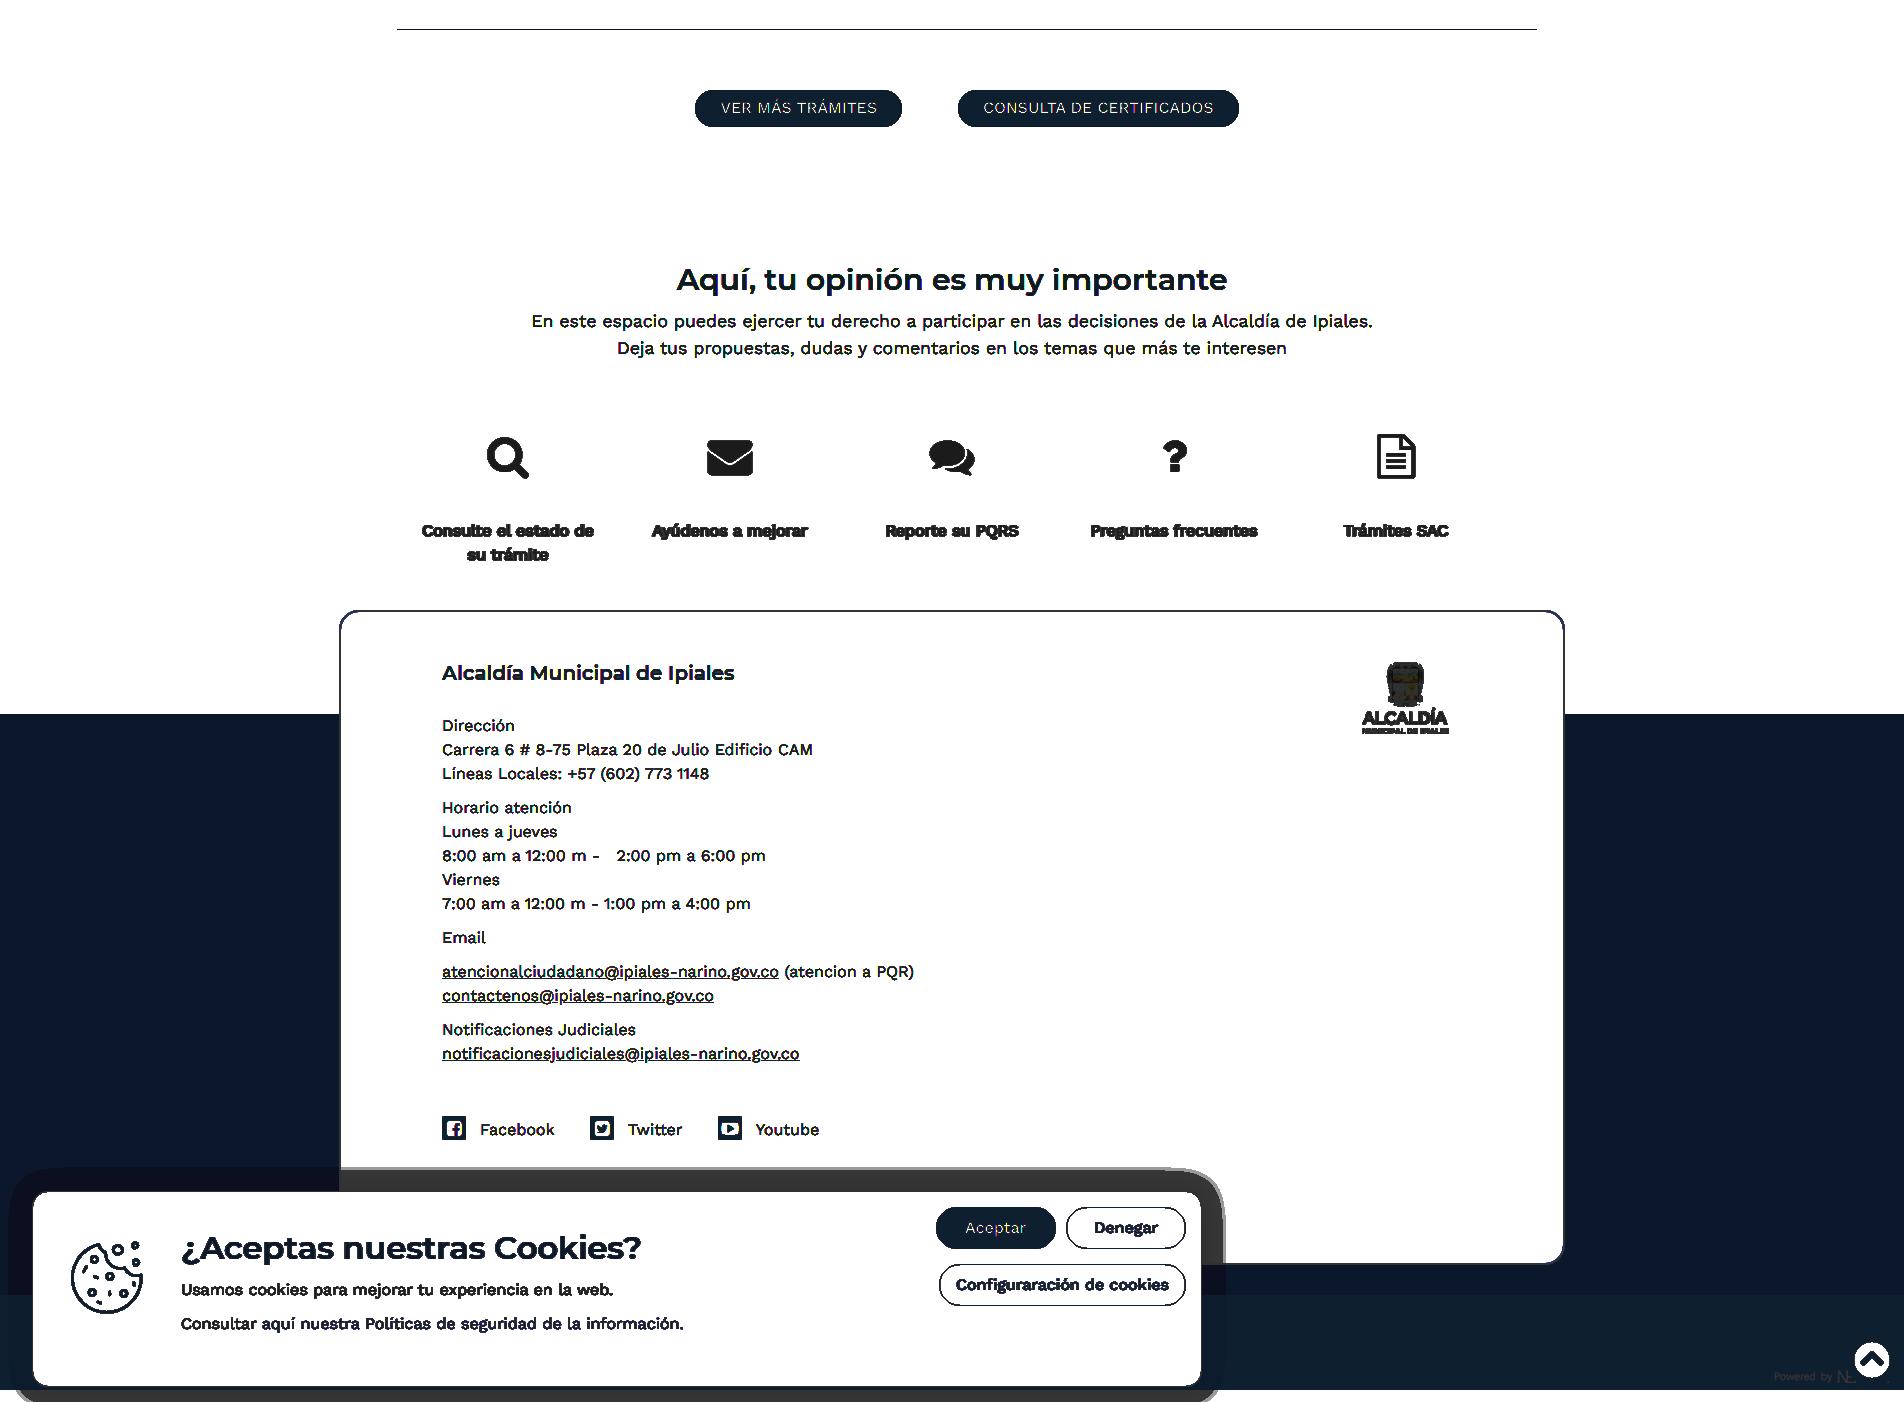 VER MÁS TRÁMITES
CONSULTA DE CERTIFICADOS
Aquí, tu opinión es muy importante
En este espacio puedes ejercer tu derecho a participar en las decisiones de la Alcaldía de Ipiales.
Deja tus propuestas, dudas y comentarios en los temas que más te interesen
Consulte el estado de
su trámite
Ayúdenos a mejorar
Reporte su PQRS
Preguntas frecuentes
Trámites SAC
Alcaldía Municipal de Ipiales
ALCALDÍA
MUNICIPAL DE IPIALES
Dirección
Carrera 6 # 8-75 Plaza 20 de Julio Edificio CAM
Líneas Locales: +57 (602) 773 1148
Horario atención
Lunes a jueves
8:00 am a 12:00 m -   2:00 pm a 6:00 pm
Viernes
7:00 am a 12:00 m - 1:00 pm a 4:00 pm
Email
atencionalciudadano@ipiales-narino.gov.co (atencion a PQR)
contactenos@ipiales-narino.gov.co
Notificaciones Judiciales
notificacionesjudiciales@ipiales-narino.gov.co
Facebook
Twitter
Youtube
¿Aceptas nuestras Cookies?
Usamos cookies para mejorar tu experiencia en la web.
Consultar aquí nuestra Políticas de seguridad de la información.
Aceptar
Denegar
Configuraración de cookies
Powered by